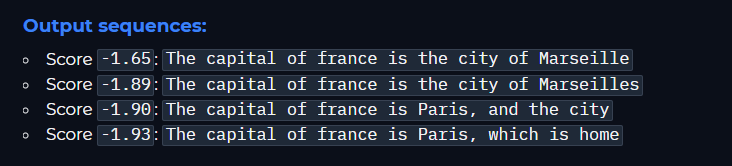 Output sequences:
Score -1.65: The capital of france is the city of Marseille
Score -1.89: The capital of france is the city of Marseilles
Score -1.90: The capital of france is Paris, and the city
Score -1.93: The capital of france is Paris, which is home